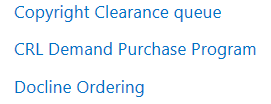 Copyright Clearance queue
CRL Demand Purchase Program
Docline Ordering